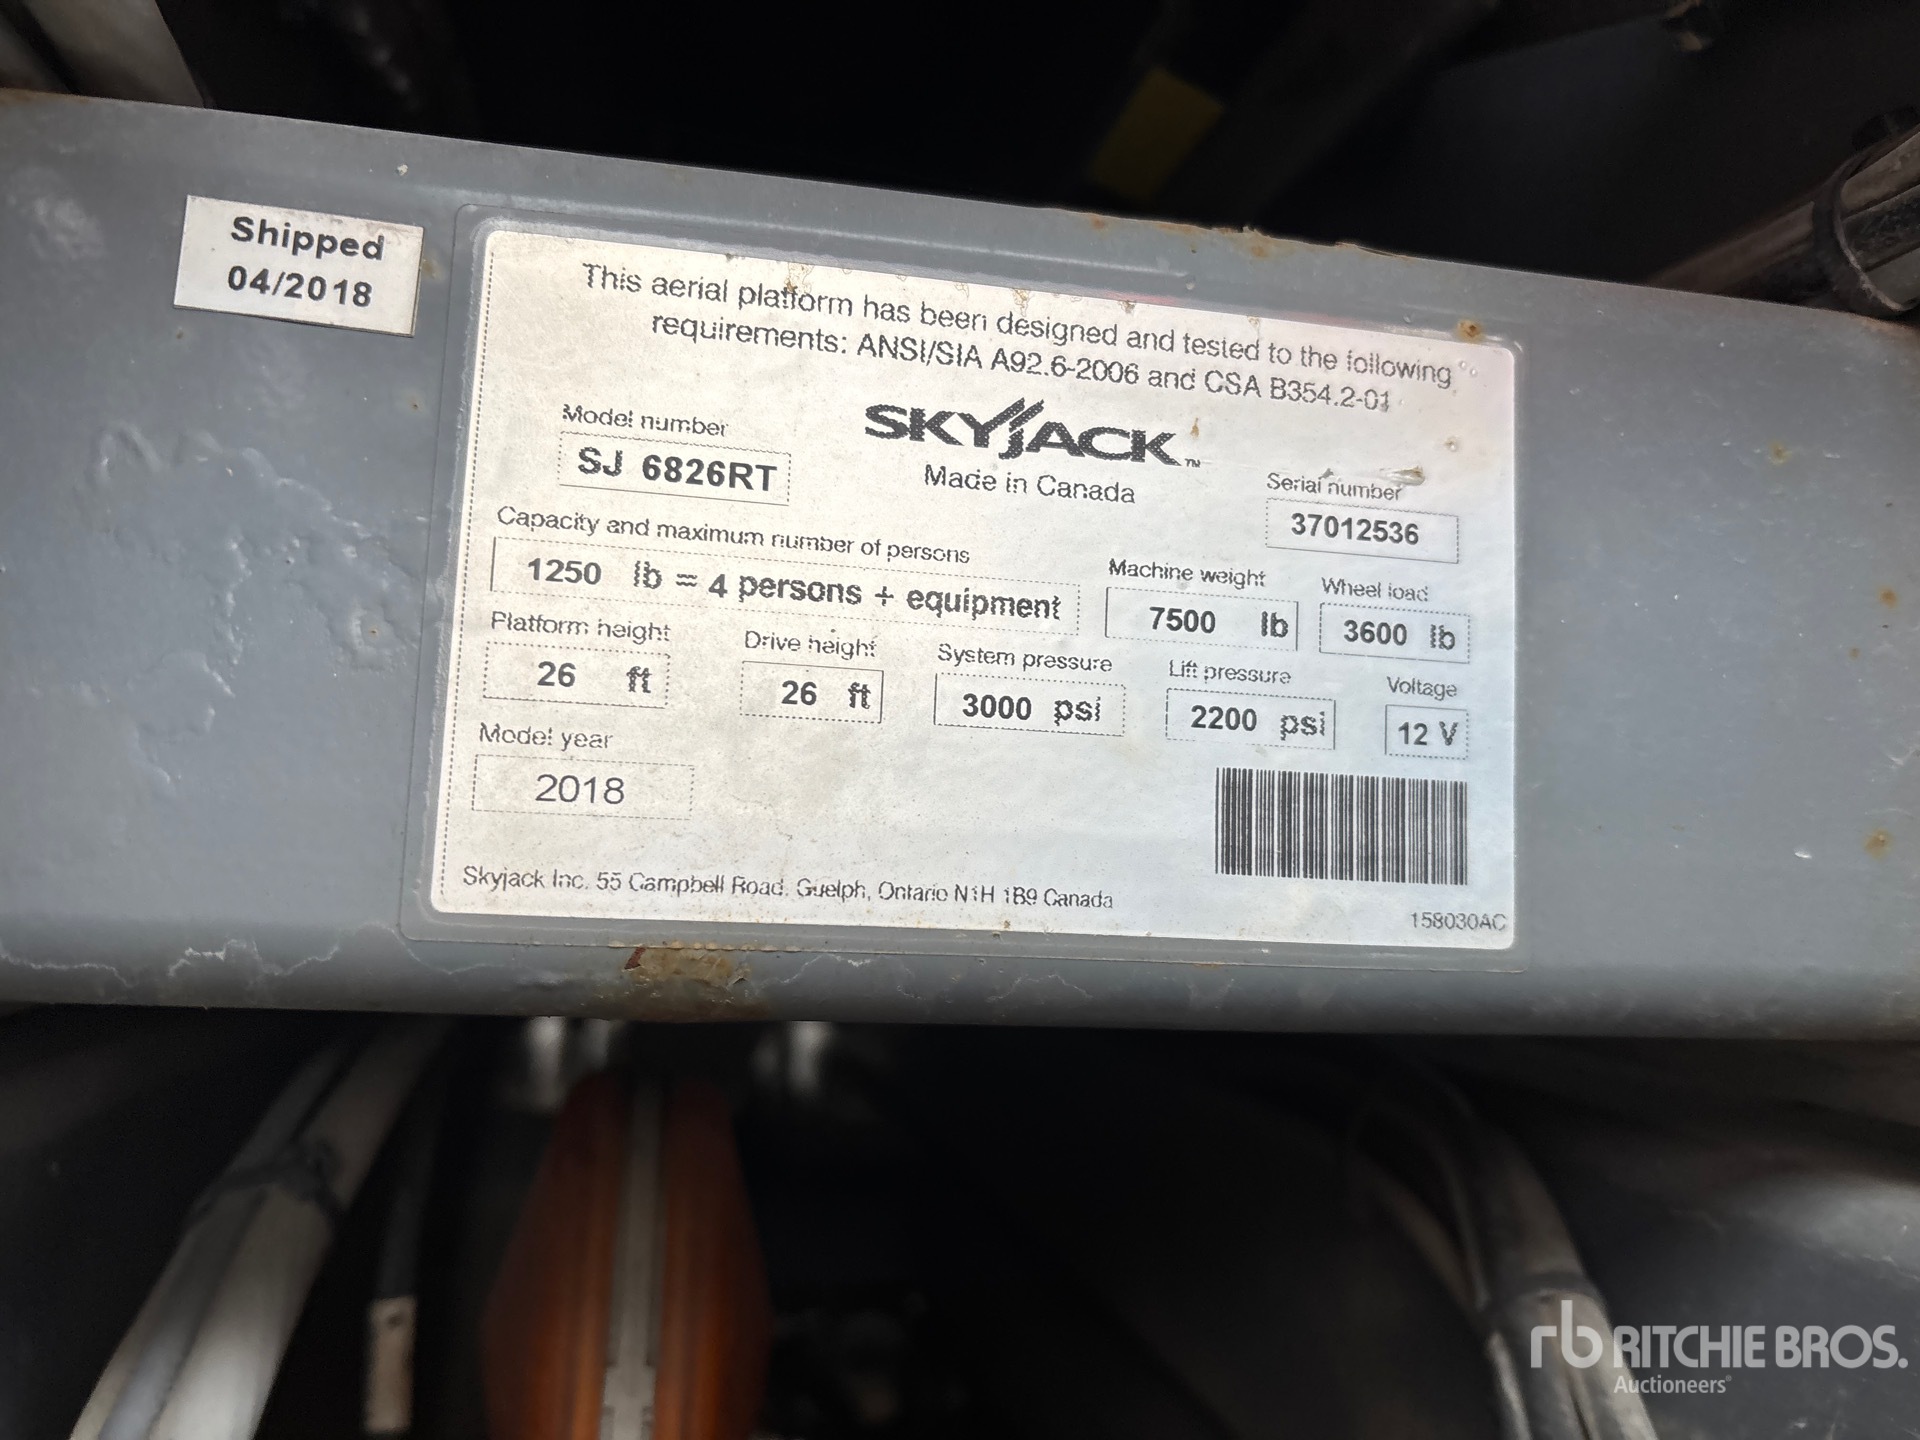 Shipped
04/2018
This aerial platform has been designed and tested to the following
requirements: ANSI/SIA A92.6-2006 and CSA B354.2-01
Model number
SJ 6826RT
SKYJACK™
Made in Canada
Serial number
37012536
Capacity and maximum number of persons
1250 lb = 4 persons + equipment
Machine weight
7500 lb
Wheel load
3600 lb
Platform height
26 ft
Drive height
26 ft
System pressure
3000 psi
Lift pressure
2200 psi
Voltage
12 V
Model year
2018
Skyjack Inc. 55 Campbell Road. Guelph, Ontario N1H 1B9 Canada
158030AC
rb RITCHIE BROS.
Auctioneers